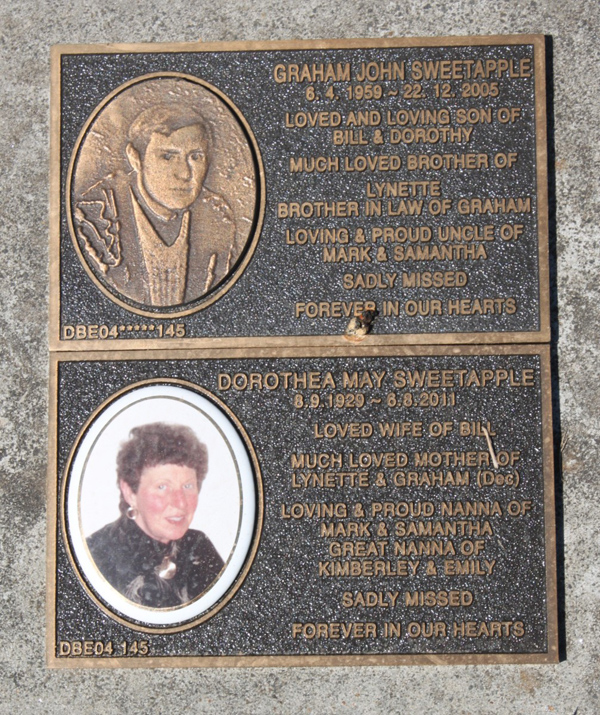 GRAHAM JOHN SWEETAPPLE
6. 4. 1959 ~ 22. 12. 2005
LOVED AND LOVING SON OF
BILL & DOROTHY
MUCH LOVED BROTHER OF
LYNETTE
BROTHER IN LAW OF GRAHAM
LOVING & PROUD UNCLE OF
MARK & SAMANTHA
SADLY MISSED
FOREVER IN OUR HEARTS
DBE04*****145
DOROTHEA MAY SWEETAPPLE
8.9.1929 ~ 6.8.2011
LOVED WIFE OF BILL
MUCH LOVED MOTHER OF
LYNETTE & GRAHAM (Dec)
LOVING & PROUD NANNA OF
MARK & SAMANTHA
GREAT NANNA OF
KIMBERLEY & EMILY
SADLY MISSED
FOREVER IN OUR HEARTS
DBE04 145